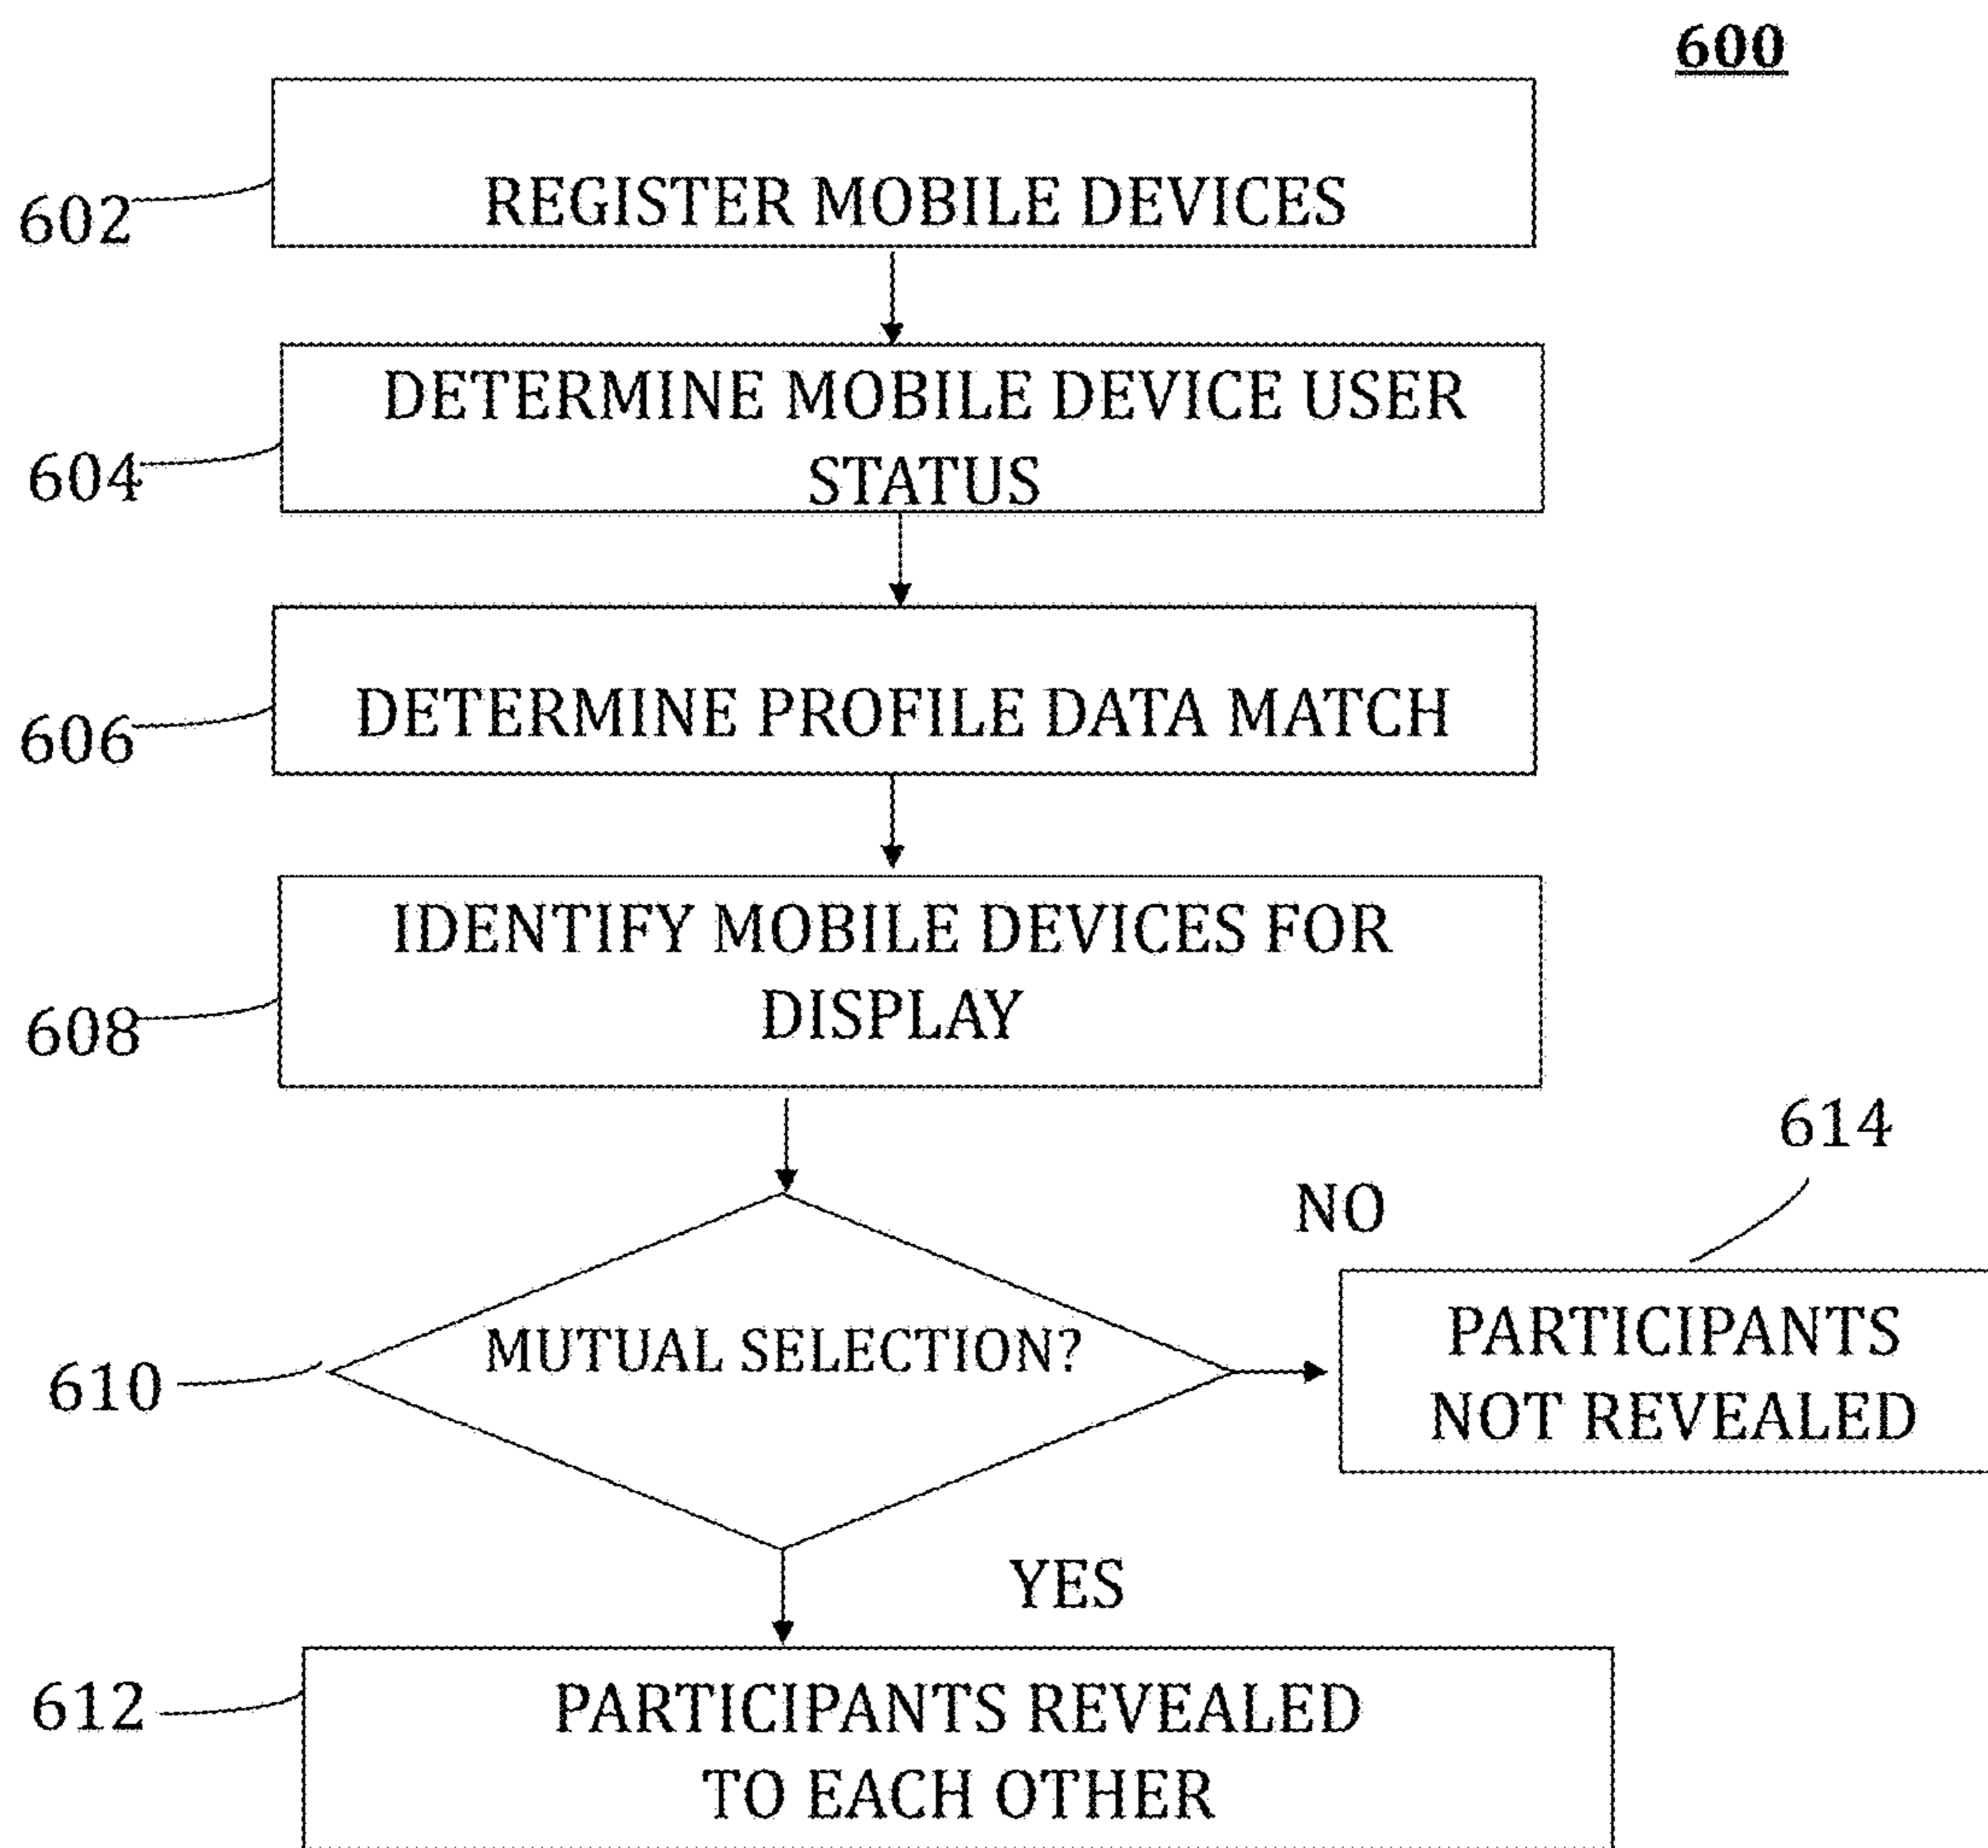 600
602
REGISTER MOBILE DEVICES
604
DETERMINE MOBILE DEVICE USER
STATUS
606
DETERMINE PROFILE DATA MATCH
608
IDENTIFY MOBILE DEVICES FOR
DISPLAY
610
MUTUAL SELECTION?
NO
614
PARTICIPANTS
NOT REVEALED
YES
612
PARTICIPANTS REVEALED
TO EACH OTHER